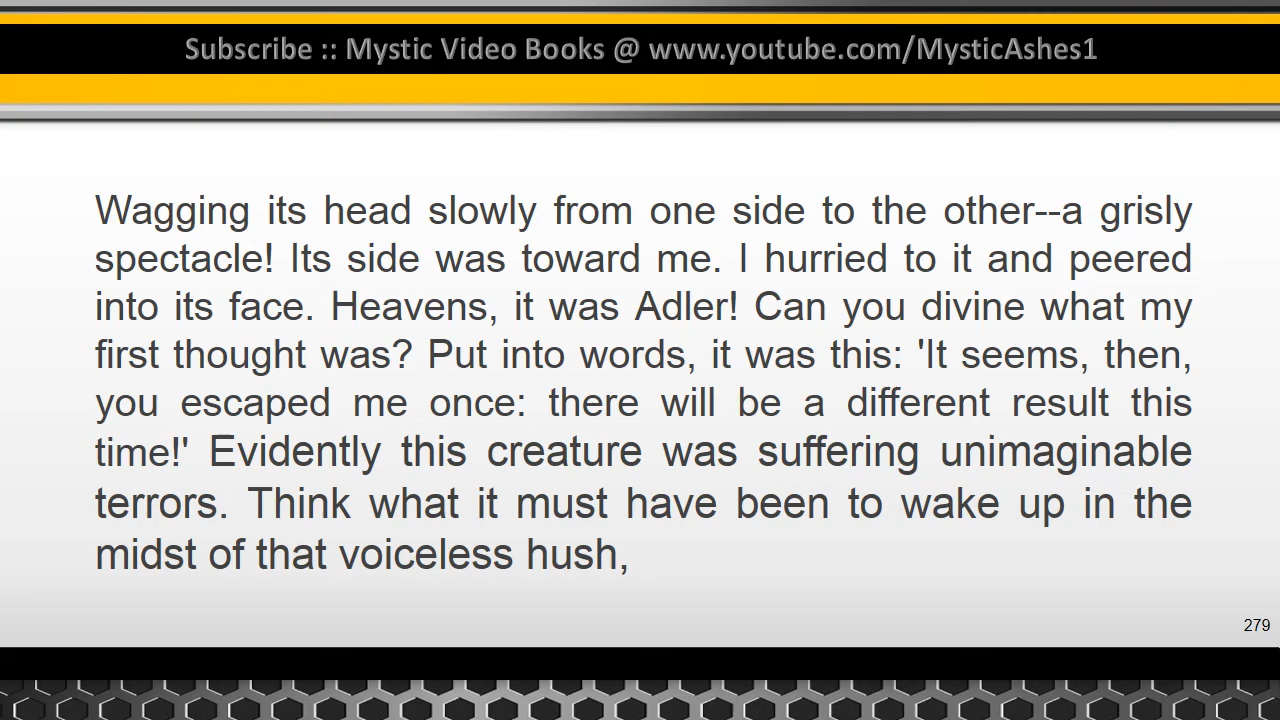 Subscribe :: Mystic Video Books @ www.youtube.com/MysticAshes1
Wagging its head slowly from one side to the other--a grisly
spectacle! Its side was toward me. I hurried to it and peered
into its face. Heavens, it was Adler! Can you divine what my
first thought was? Put into words, it was this: 'It seems, then,
you escaped me once: there will be a different result this
time!' Evidently this creature was suffering unimaginable
terrors. Think what it must have been to wake up in the
midst of that voiceless hush,
279